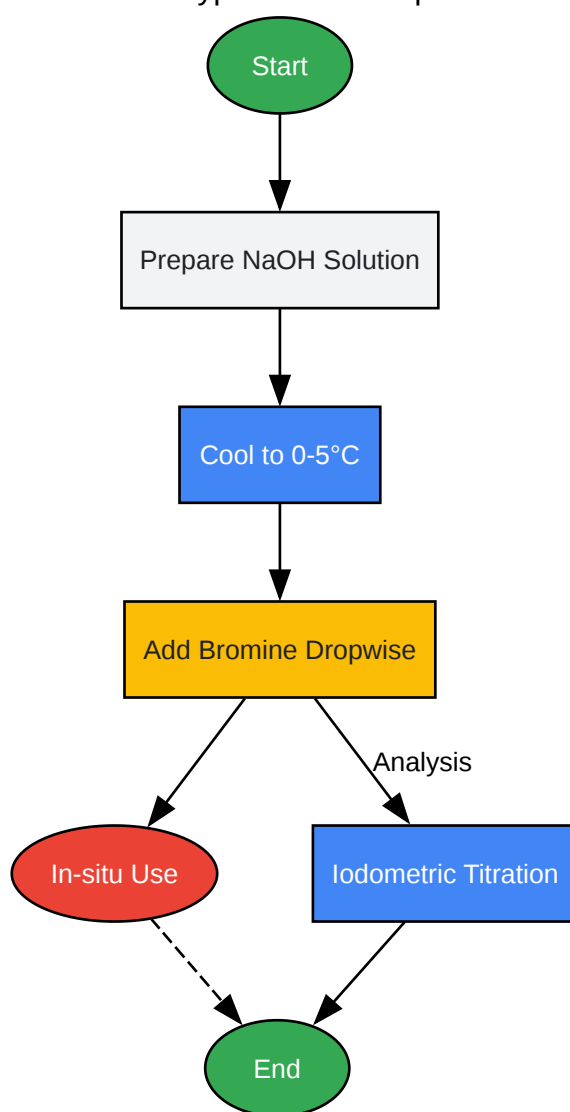 Start
Prepare NaOH Solution
Cool to 0-5°C
Add Bromine Dropwise
Analysis
In-situ Use
Iodometric Titration
End